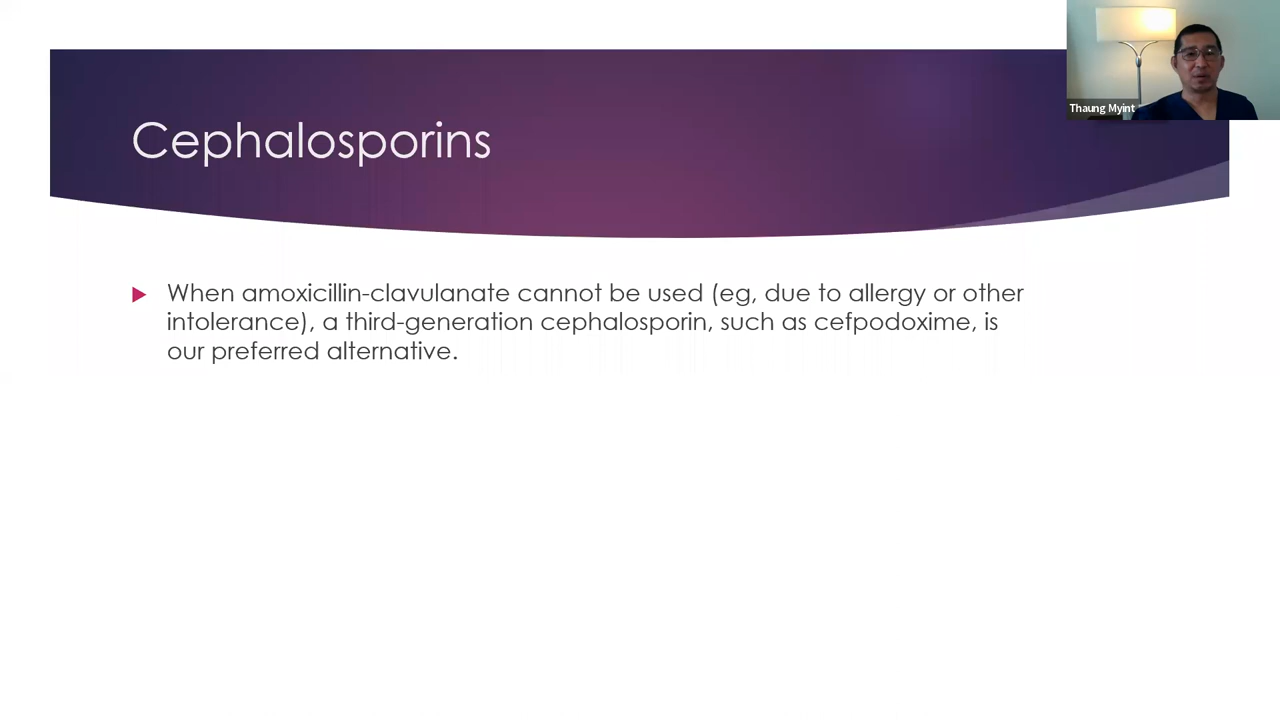 Thaung Myint
Cephalosporins
When amoxicillin-clavulanate cannot be used (eg, due to allergy or other
intolerance), a third-generation cephalosporin, such as cefpodoxime, is
our preferred alternative.